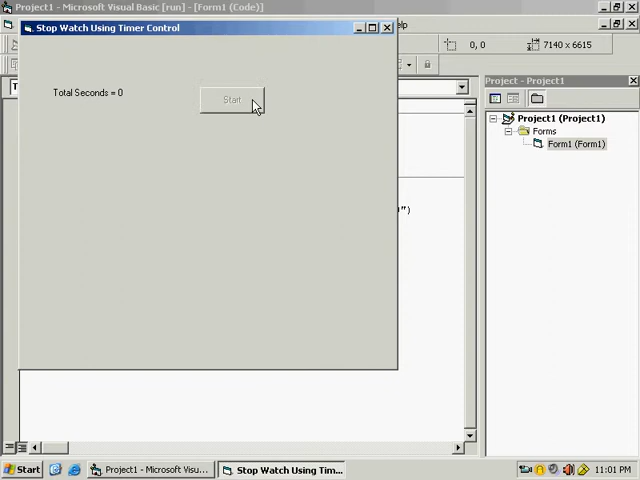 Project1 - Microsoft Visual Basic [run] - [Form1 (Code)]
Stop Watch Using Timer Control
0, 0
7140 x 6615
Project - Project1
Total Seconds = 0
Start
Project1 (Project1)
Forms
Form1 (Form1)
")
Start
Project1 - Microsoft Visu...
Stop Watch Using Tim...
11:01 PM